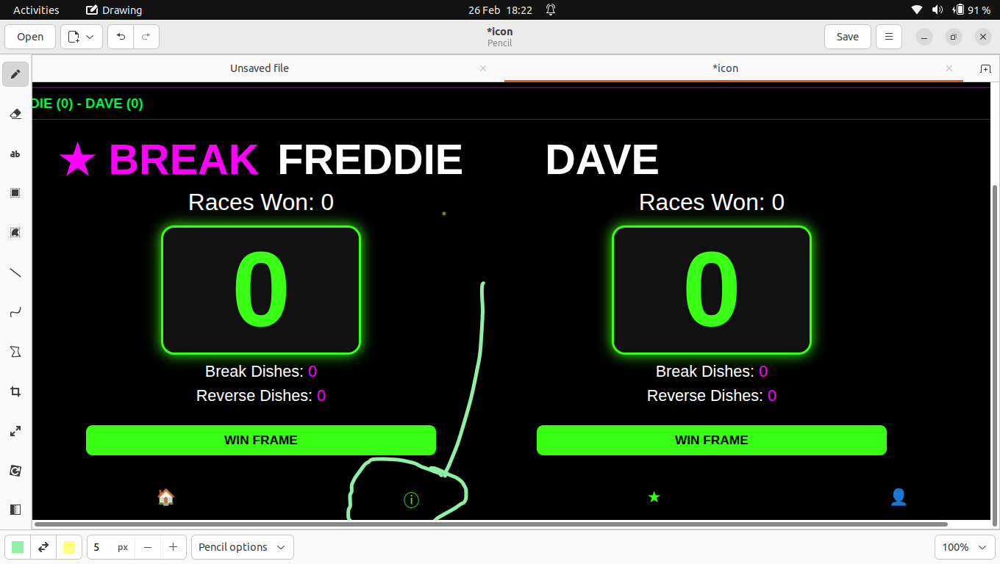 Activities Drawing 26 Feb 18:22 91 %
Open *icon Save
Pencil
Unsaved file *icon
DIE (0) - DAVE (0)
★ BREAK FREDDIE DAVE
Races Won: 0 Races Won: 0
0 0
Break Dishes: 0 Break Dishes: 0
Reverse Dishes: 0 Reverse Dishes: 0
WIN FRAME WIN FRAME
5 px Pencil options 100%